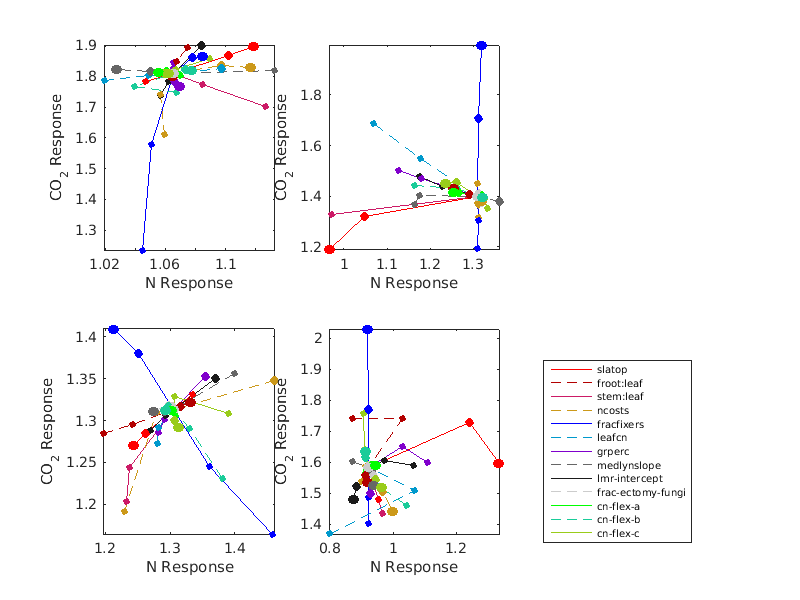 1.9
1.8
1.7
1.6
1.5
1.4
1.3
1.02 1.06 1.1
N Response
CO2 Response
1.8
1.6
1.4
1.2
1 1.1 1.2 1.3
N Response
CO2 Response
1.4
1.35
1.3
1.25
1.2
1.2 1.3 1.4
N Response
CO2 Response
2
1.9
1.8
1.7
1.6
1.5
1.4
0.8 1 1.2
N Response
CO2 Response
slatop
froot:leaf
stem:leaf
ncosts
fracfixers
leafcn
grperc
medlynslope
lmr-intercept
frac-ectomy-fungi
cn-flex-a
cn-flex-b
cn-flex-c